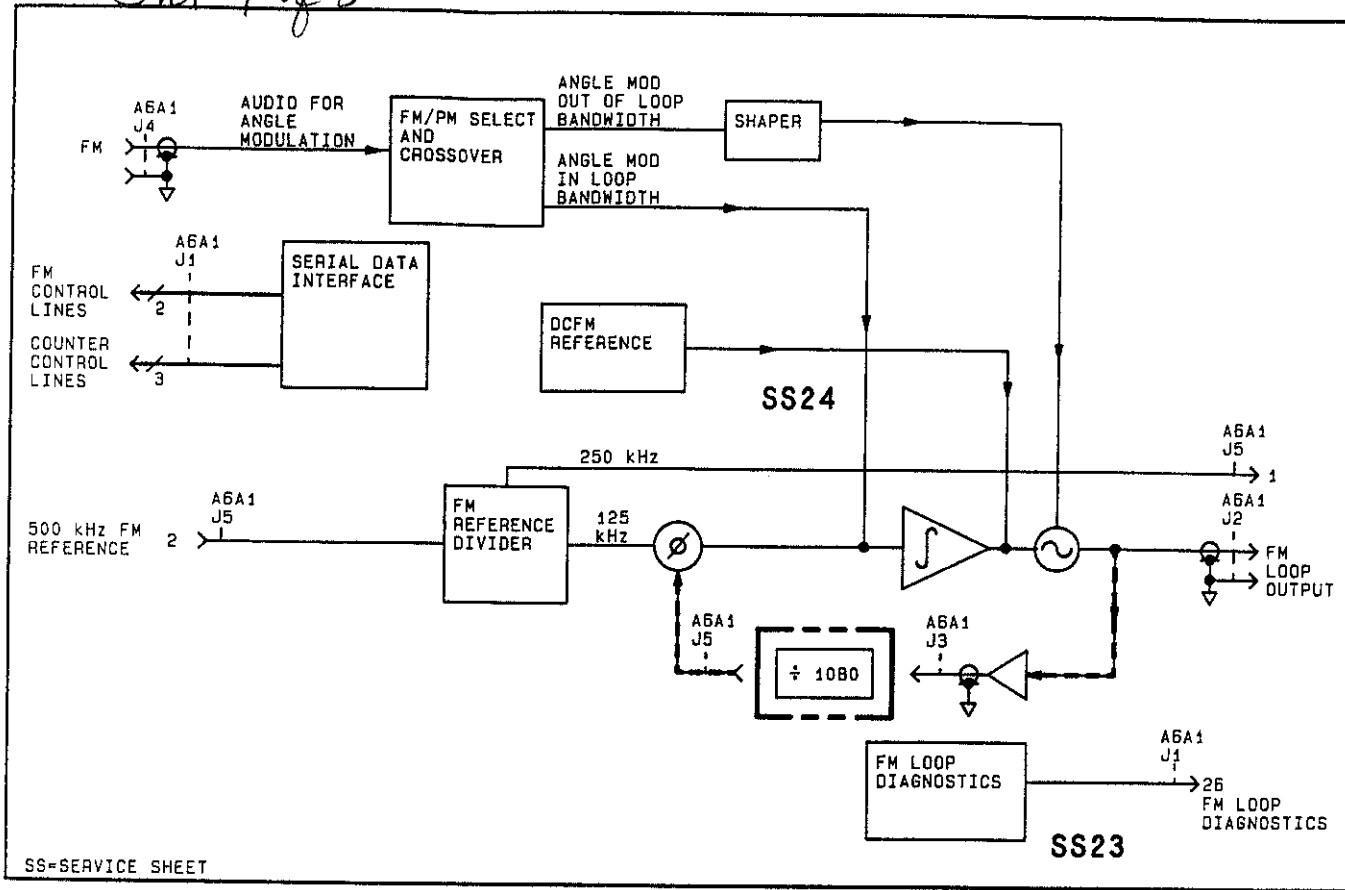 A6A1
J4
FM
AUDIO FOR
ANGLE
MODULATION
FM/PM SELECT
AND
CROSSOVER
ANGLE MOD
OUT OF LOOP
BANDWIDTH
SHAPER
ANGLE MOD
IN LOOP
BANDWIDTH
A6A1
J1
FM
CONTROL
LINES
2
COUNTER
CONTROL
LINES
3
SERIAL DATA
INTERFACE
DCFM
REFERENCE
SS24
250 kHz
A6A1
J5
1
500 kHz FM
REFERENCE
2
A6A1
J5
FM
REFERENCE
DIVIDER
125
kHz
ø
∫
A6A1
J2
FM
LOOP
OUTPUT
A6A1
J5
÷ 1080
A6A1
J3
FM LOOP
DIAGNOSTICS
A6A1
J1
26
FM LOOP
DIAGNOSTICS
SS23
SS=SERVICE SHEET